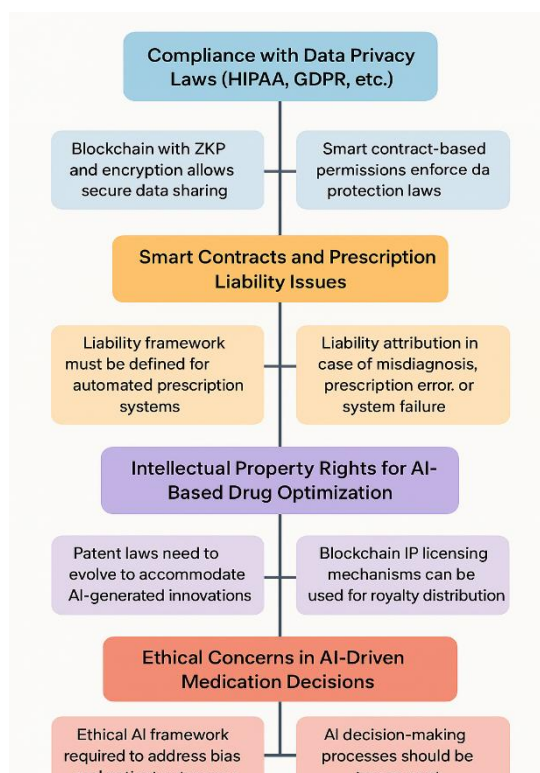 Compliance with Data Privacy
Laws (HIPAA, GDPR, etc.)
Blockchain with ZKP
and encryption allows
secure data sharing
Smart contract-based
permissions enforce da
protection laws
Smart Contracts and Prescription
Liability Issues
Liability framework
must be defined for
automated prescription
systems
Liability attribution in
case of misdiagnosis,
prescription error. or
system failure
Intellectual Property Rights for AI-
Based Drug Optimization
Patent laws need to
evolve to accommodate
AI-generated innovations
Blockchain IP licensing
mechanisms can be
used for royalty distribution
Ethical Concerns in AI-Driven
Medication Decisions
Ethical AI framework
required to address bias
AI decision-making
processes should be